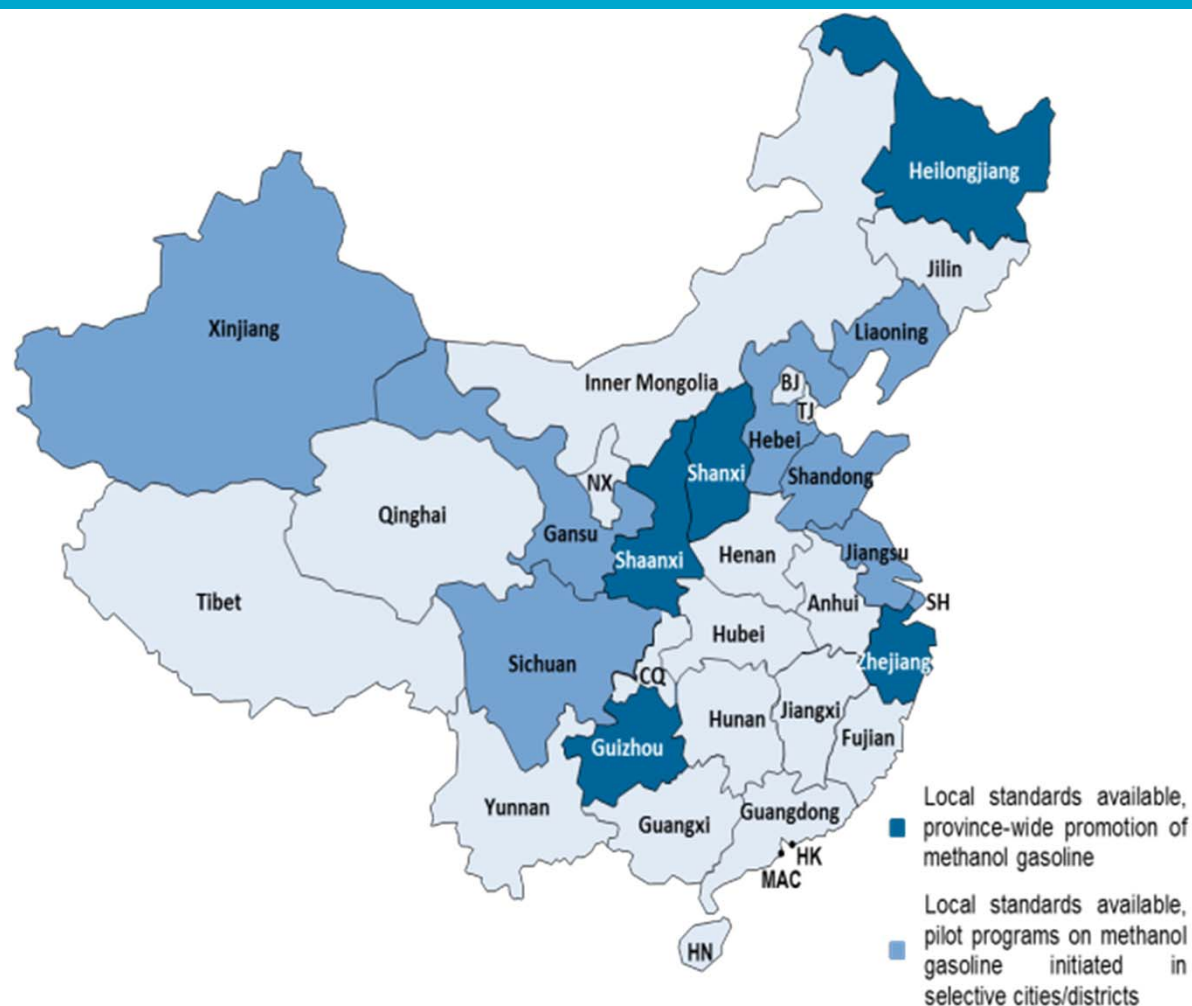 Heilongjiang
Jilin
Xinjiang
Liaoning
Inner Mongolia
BJ
TJ
Hebei
Shanxi
Shandong
NX
Qinghai
Gansu
Jiangsu
Shaanxi
Henan
Tibet
Anhui
SH
Hubei
Sichuan
Zhejiang
CQ
Hunan
Jiangxi
Guizhou
Fujian
Yunnan
Guangdong
Guangxi
HK
MAC
HN
Local standards available,
province-wide promotion of
methanol gasoline
Local standards available,
pilot programs on methanol
gasoline initiated in
selective cities/districts